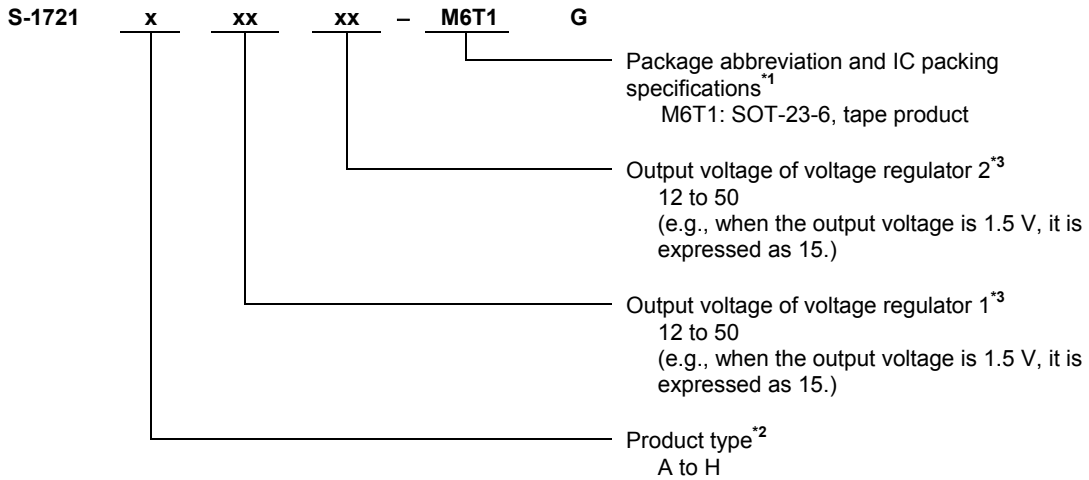 S-1721 x xx xx – M6T1 G
Package abbreviation and IC packing
specifications*1
M6T1: SOT-23-6, tape product
Output voltage of voltage regulator 2*3
12 to 50
(e.g., when the output voltage is 1.5 V, it is
expressed as 15.)
Output voltage of voltage regulator 1*3
12 to 50
(e.g., when the output voltage is 1.5 V, it is
expressed as 15.)
Product type*2
A to H